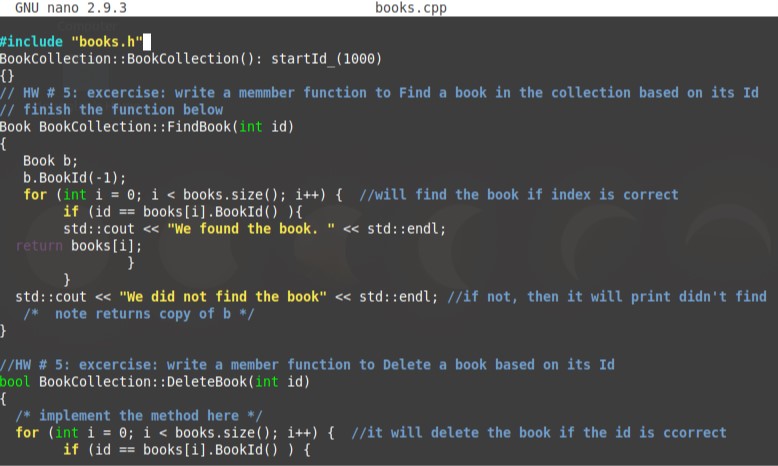 GNU nano 2.9.3 books.cpp
#include "books.h"
BookCollection::BookCollection(): startId_(1000)
{}
// HW # 5: excercise: write a memmber function to Find a book in the collection based on its Id
// finish the function below
Book BookCollection::FindBook(int id)
{
Book b;
b.BookId(-1);
for (int i = 0; i < books.size(); i++) { //will find the book if index is correct
if (id == books[i].BookId() ){
std::cout << "We found the book. " << std::endl;
return books[i];
}
}
std::cout << "We did not find the book" << std::endl; //if not, then it will print didn't find
/* note returns copy of b */
}
//HW # 5: excercise: write a member function to Delete a book based on its Id
bool BookCollection::DeleteBook(int id)
{
/* implement the method here */
for (int i = 0; i < books.size(); i++) { //it will delete the book if the id is ccorrect
if (id == books[i].BookId() ) {